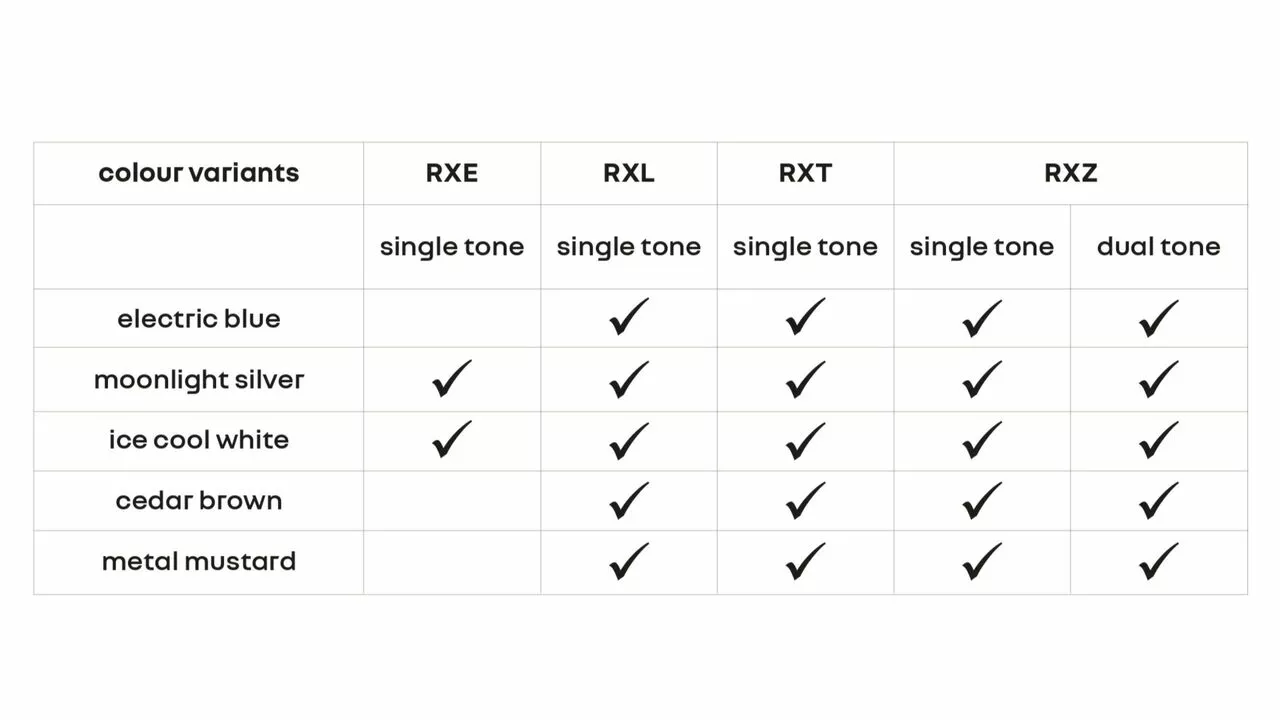 colour variants RXE RXL RXT RXZ
single tone single tone single tone single tone dual tone
electric blue ✓ ✓ ✓ ✓
moonlight silver ✓ ✓ ✓ ✓ ✓
ice cool white ✓ ✓ ✓ ✓ ✓
cedar brown ✓ ✓ ✓ ✓
metal mustard ✓ ✓ ✓ ✓